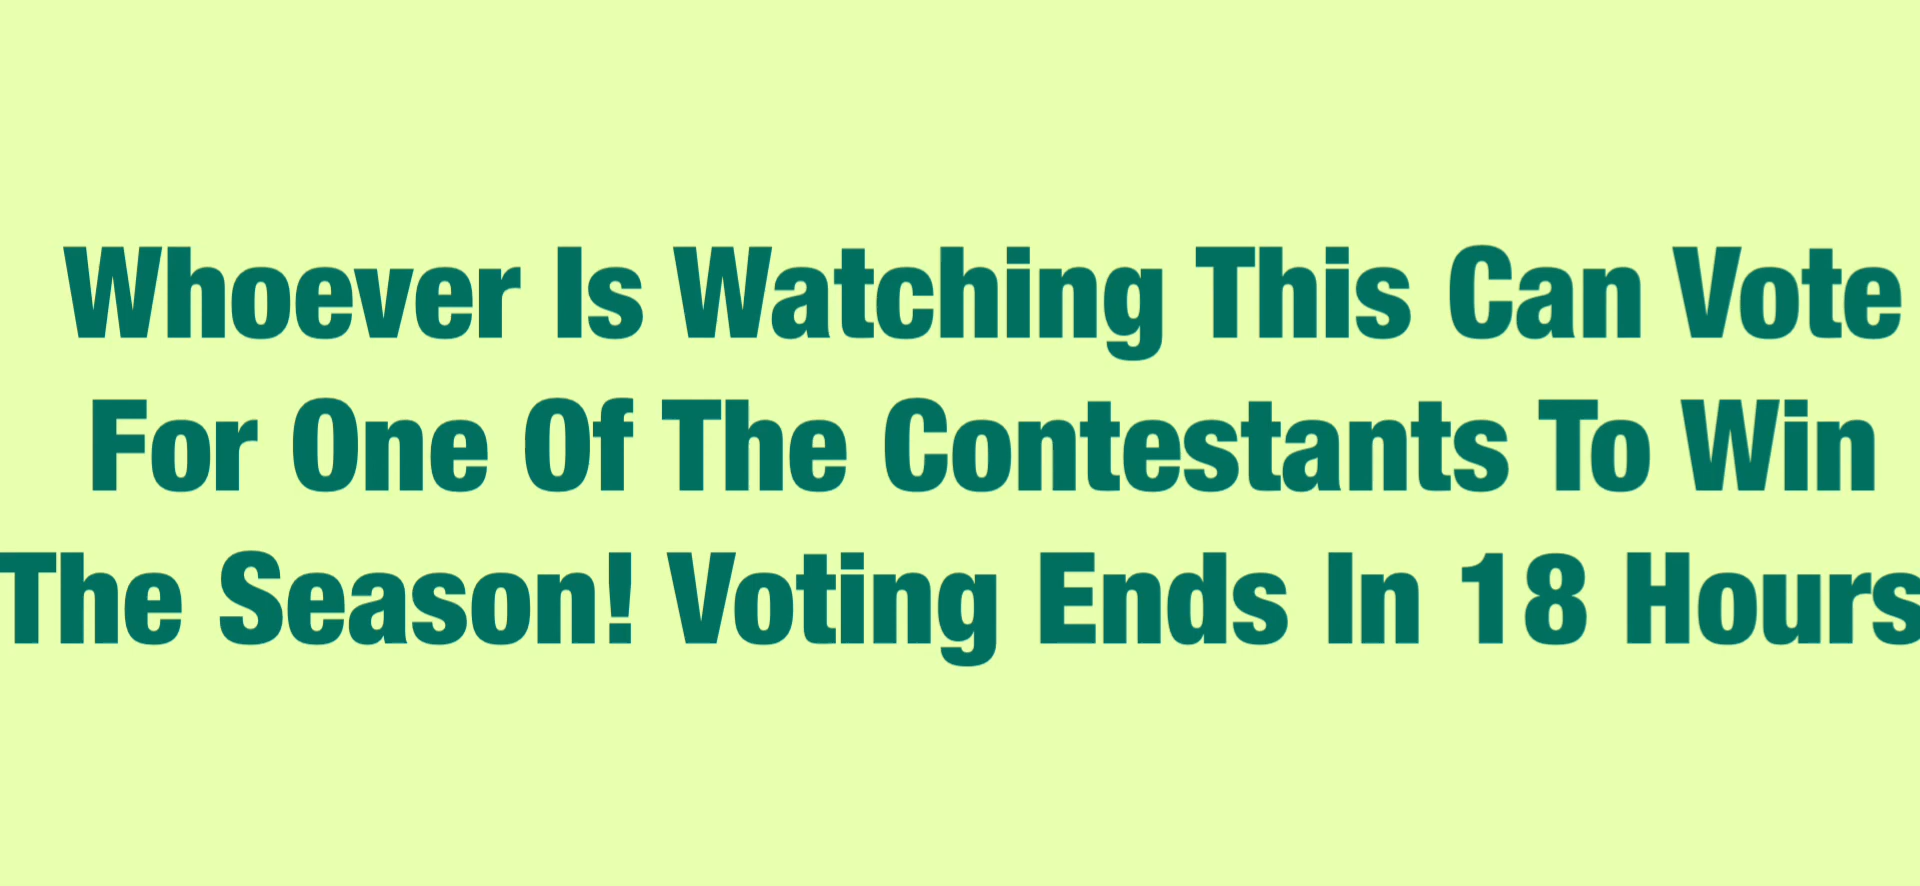 Whoever Is Watching This Can Vote
For One Of The Contestants To Win
The Season! Voting Ends In 18 Hours